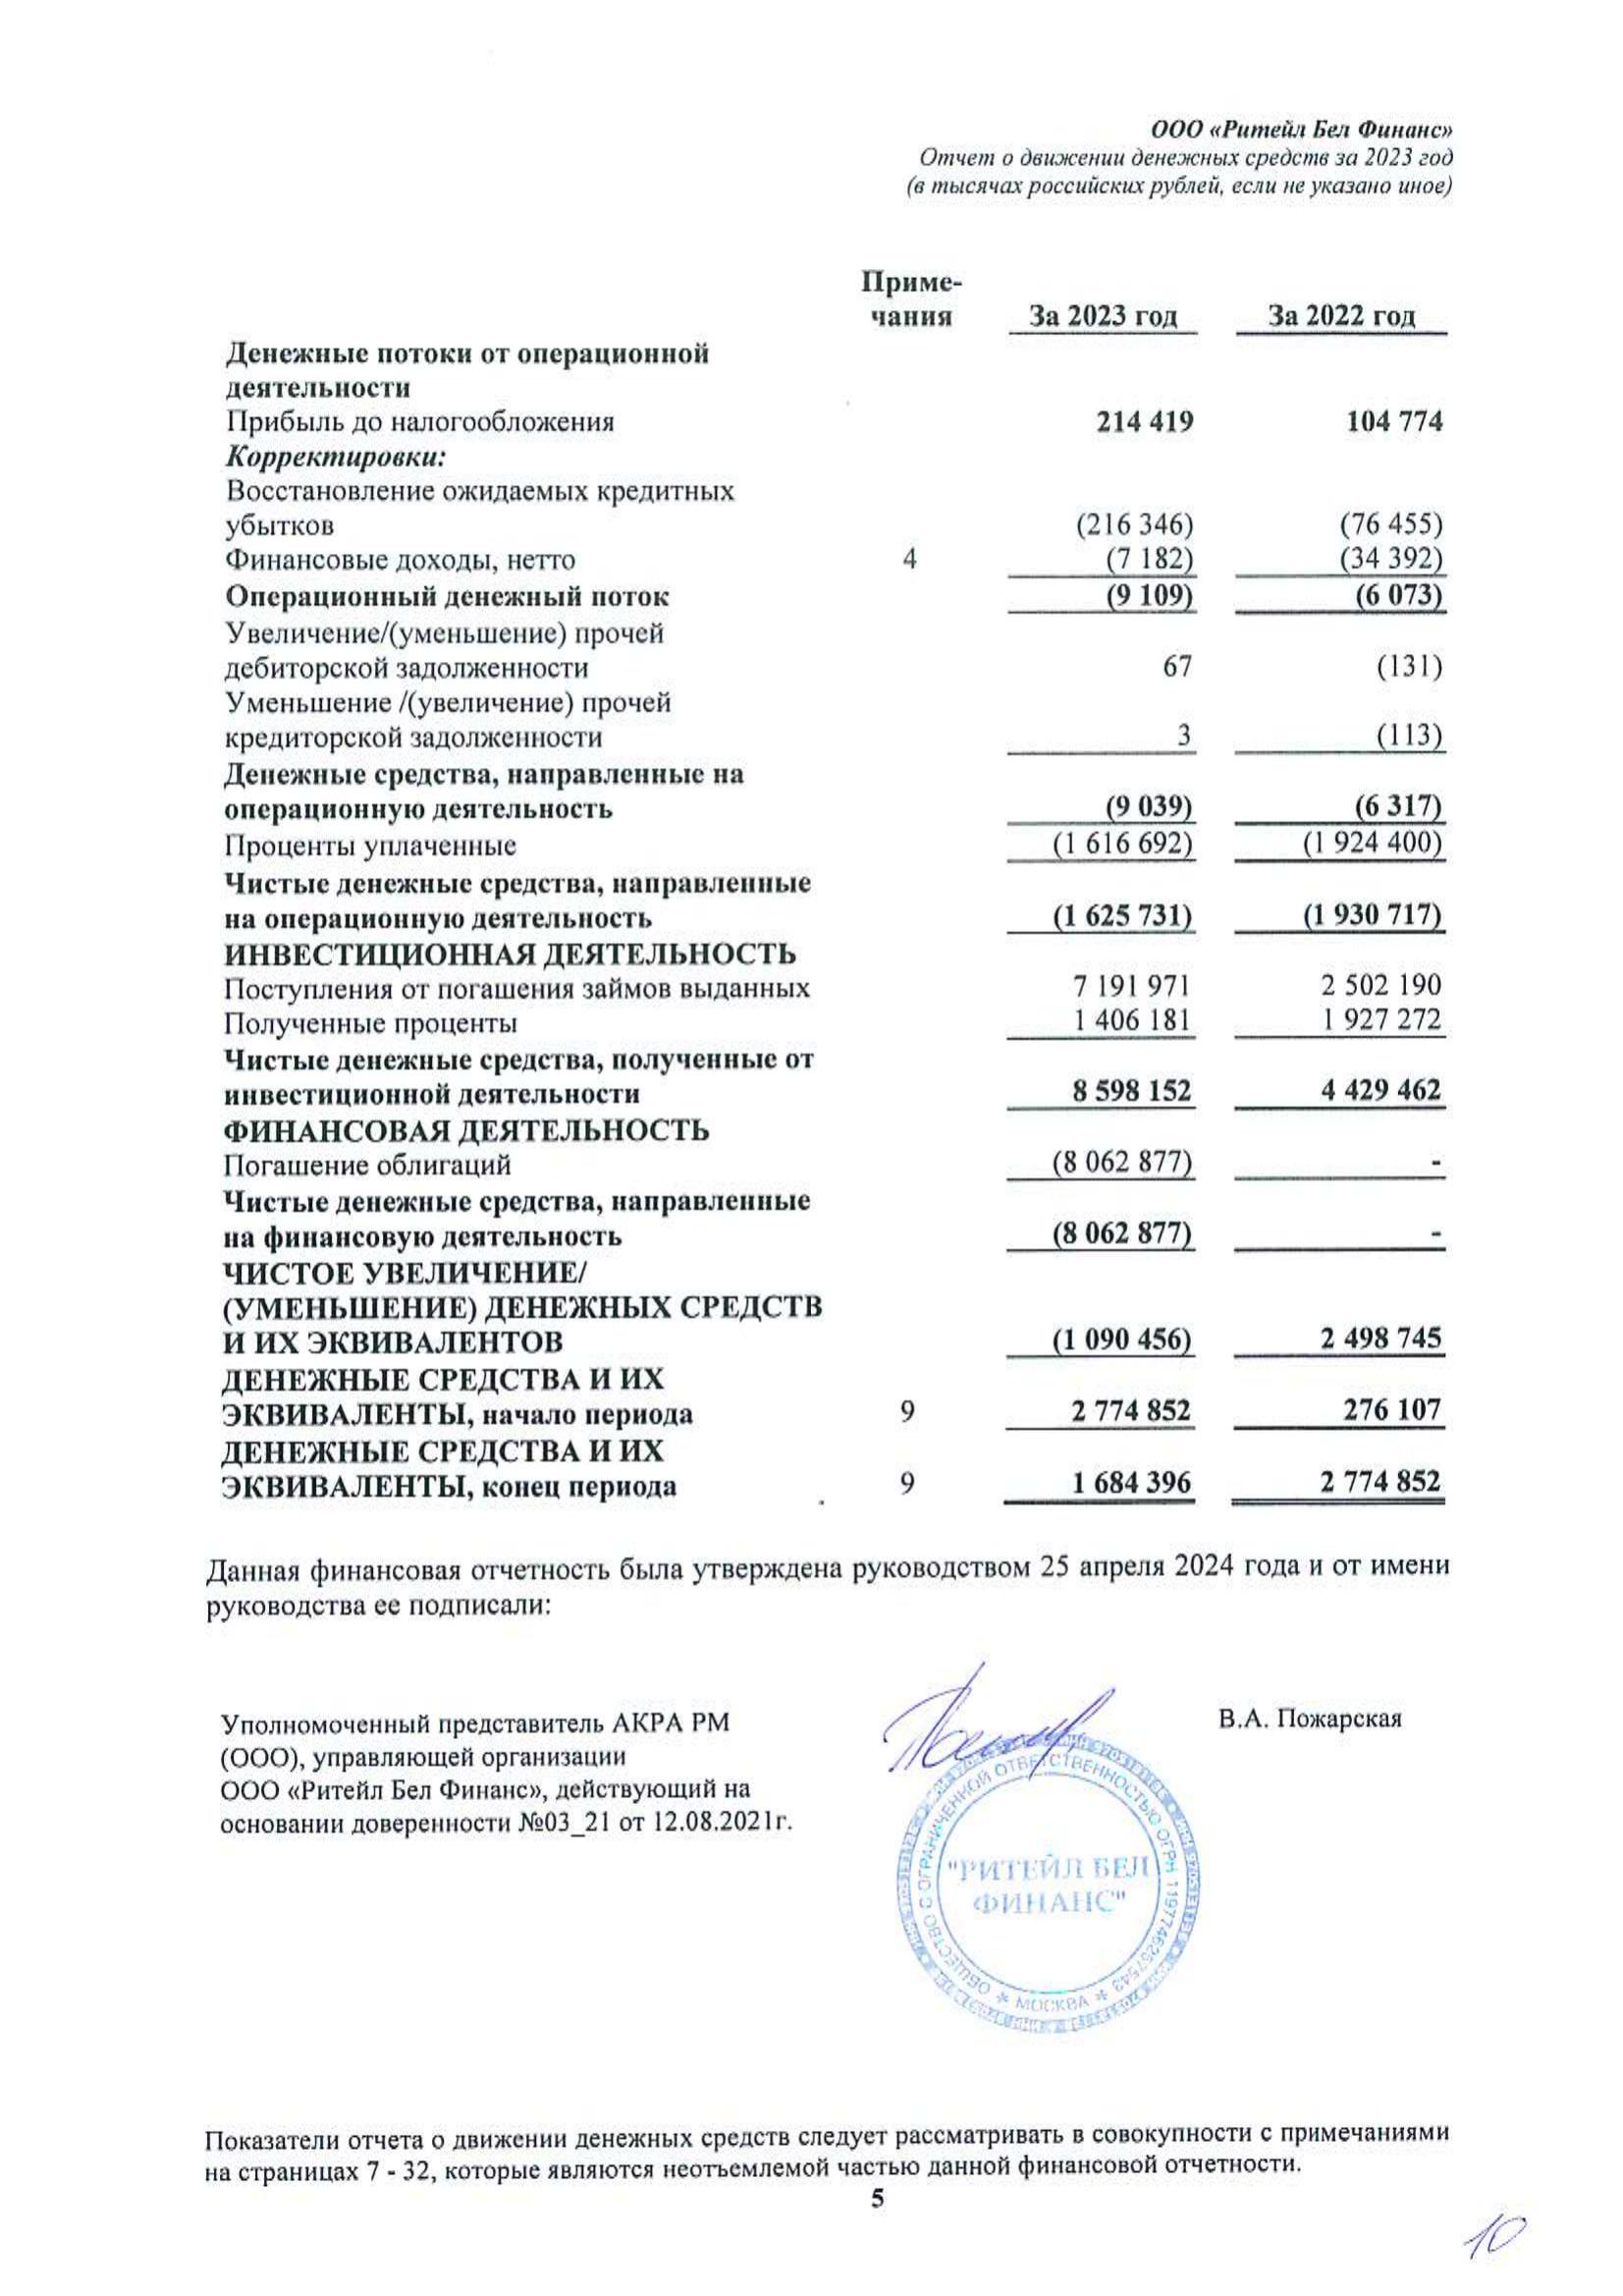 ООО «Ритейл Бел Финанс»
Отчет о движении денежных средств за 2023 год
(в тысячах российских рублей, если не указано иное)
Приме-
чания За 2023 год За 2022 год
Денежные потоки от операционной
деятельности
Прибыль до налогообложения 214 419 104 774
Корректировки:
Восстановление ожидаемых кредитных
убытков (216 346) (76 455)
Финансовые доходы, нетто 4 (7 182) (34 392)
Операционный денежный поток (9 109) (6 073)
Увеличение/(уменьшение) прочей
дебиторской задолженности 67 (131)
Уменьшение /(увеличение) прочей
кредиторской задолженности 3 (113)
Денежные средства, направленные на
операционную деятельность (9 039) (6 317)
Проценты уплаченные (1 616 692) (1 924 400)
Чистые денежные средства, направленные
на операционную деятельность (1 625 731) (1 930 717)
ИНВЕСТИЦИОННАЯ ДЕЯТЕЛЬНОСТЬ
Поступления от погашения займов выданных 7 191 971 2 502 190
Полученные проценты 1 406 181 1 927 272
Чистые денежные средства, полученные от
инвестиционной деятельности 8 598 152 4 429 462
ФИНАНСОВАЯ ДЕЯТЕЛЬНОСТЬ
Погашение облигаций (8 062 877) -
Чистые денежные средства, направленные
на финансовую деятельность (8 062 877) -
ЧИСТОЕ УВЕЛИЧЕНИЕ/
(УМЕНЬШЕНИЕ) ДЕНЕЖНЫХ СРЕДСТВ
И ИХ ЭКВИВАЛЕНТОВ (1 090 456) 2 498 745
ДЕНЕЖНЫЕ СРЕДСТВА И ИХ
ЭКВИВАЛЕНТЫ, начало периода 9 2 774 852 276 107
ДЕНЕЖНЫЕ СРЕДСТВА И ИХ
ЭКВИВАЛЕНТЫ, конец периода 9 1 684 396 2 774 852
Данная финансовая отчетность была утверждена руководством 25 апреля 2024 года и от имени
руководства ее подписали:
Уполномоченный представитель АКРА РМ В.А. Пожарская
(ООО), управляющей организации
ООО «Ритейл Бел Финанс», действующий на
основании доверенности №03_21 от 12.08.2021г.
ОБЩЕСТВО С ОГРАНИЧЕННОЙ ОТВЕТСТВЕННОСТЬЮ ОГРН 1197746257543
"РИТЕЙЛ БЕЛ
ФИНАНС"
* МОСКВА *
Показатели отчета о движении денежных средств следует рассматривать в совокупности с примечаниями
на страницах 7 - 32, которые являются неотъемлемой частью данной финансовой отчетности.
5
10